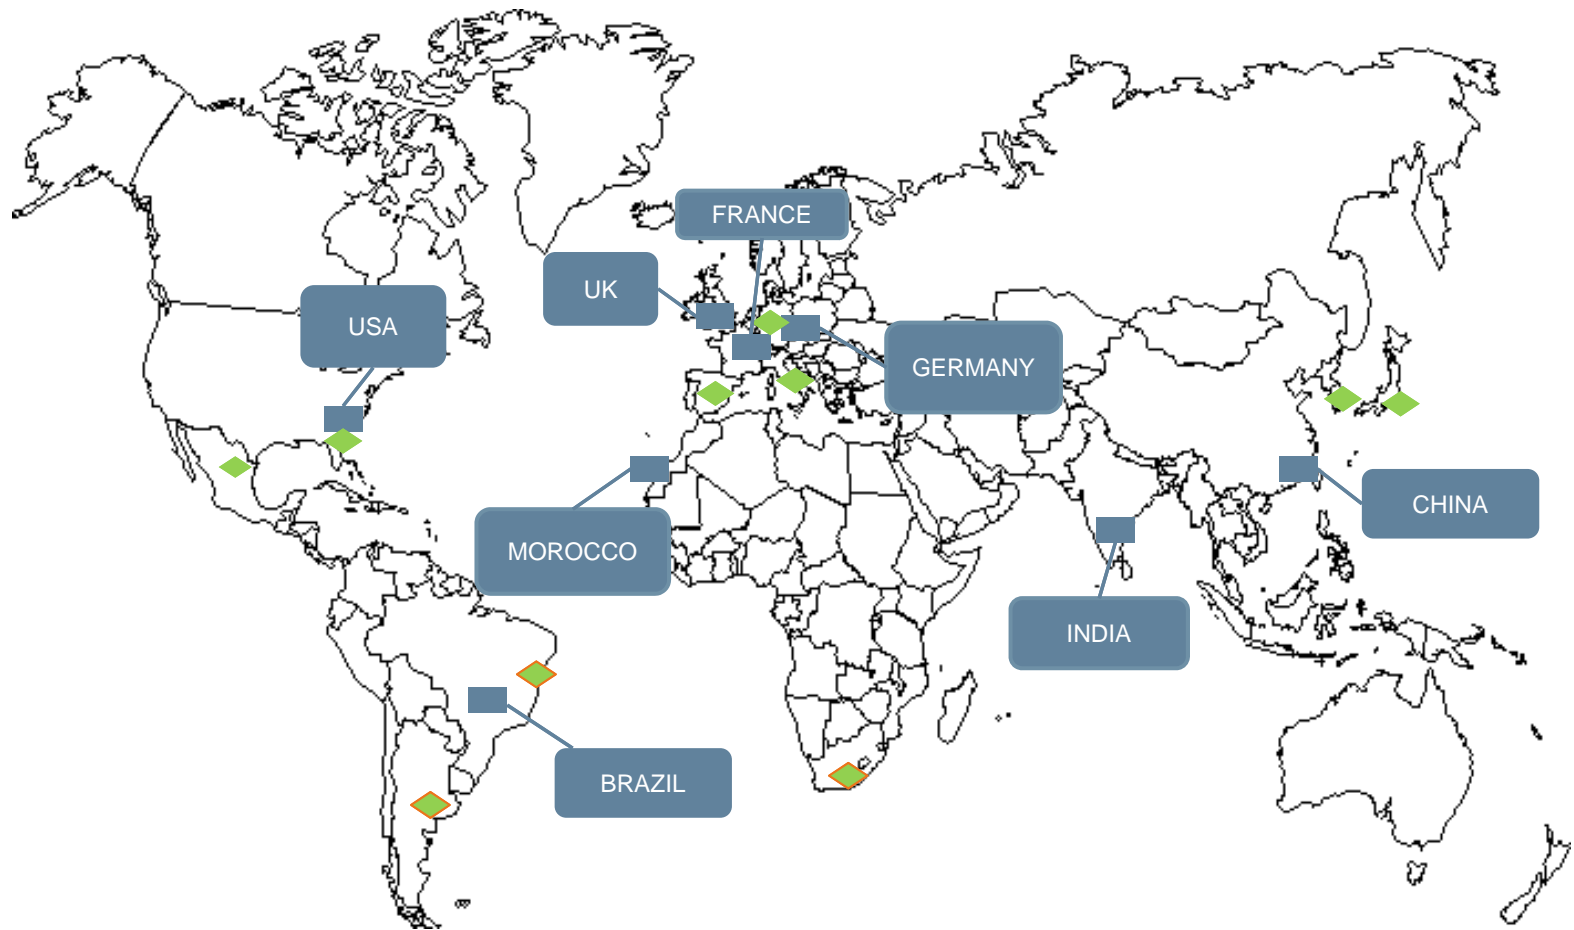 FRANCE
UK
USA
GERMANY
CHINA
MOROCCO
INDIA
BRAZIL